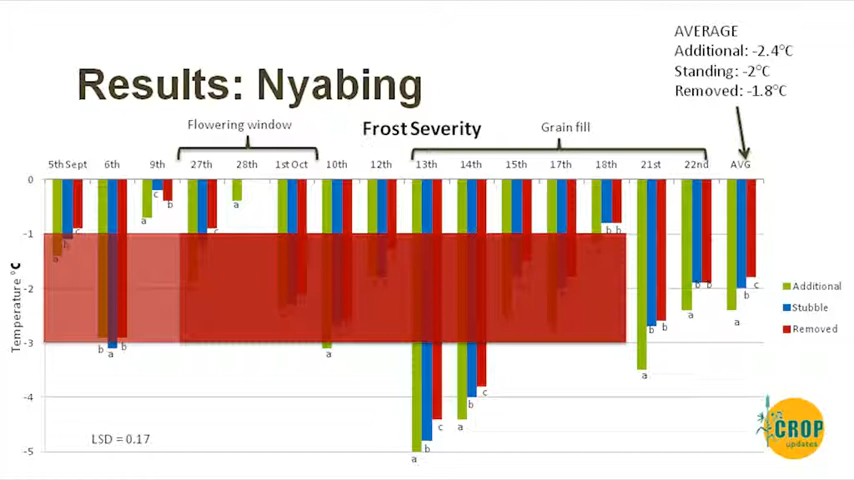 AVERAGE
Additional: -2.4°C
Standing: -2°C
Removed: -1.8°C
Results: Nyabing
Flowering window
Frost Severity
Grain fill
5th Sept 6th 9th 27th 28th 1st Oct 10th 12th 13th 14th 15th 17th 18th 21st 22nd AVG
0
-1
-2
-3
-4
-5
Temperature °C
a b c
b a b
a c b
c
a
a
a b c
a b c
b b
a b b
a b b
a b c
Additional
Stubble
Removed
LSD = 0.17
CROP
updates